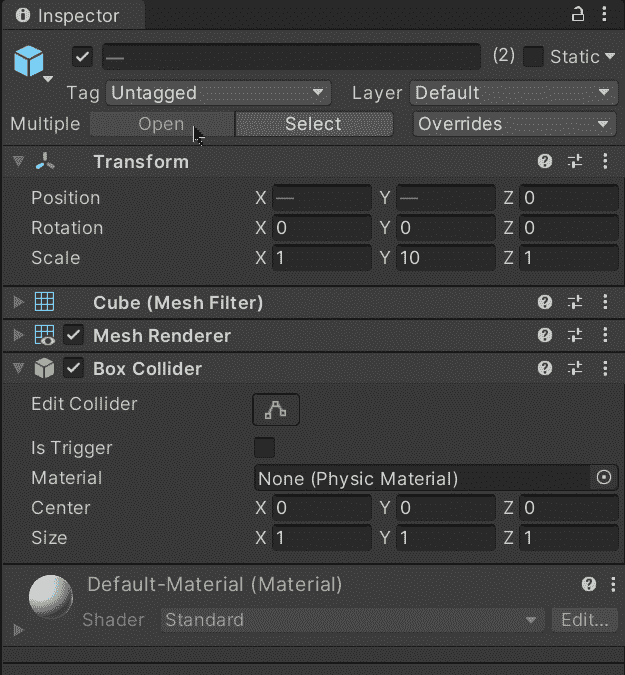 Inspector
— (2) Static
Tag Untagged Layer Default
Multiple Open Select Overrides
Transform
Position X — Y — Z 0
Rotation X 0 Y 0 Z 0
Scale X 1 Y 10 Z 1
Cube (Mesh Filter)
Mesh Renderer
Box Collider
Edit Collider
Is Trigger
Material None (Physic Material)
Center X 0 Y 0 Z 0
Size X 1 Y 1 Z 1
Default-Material (Material)
Shader Standard Edit...